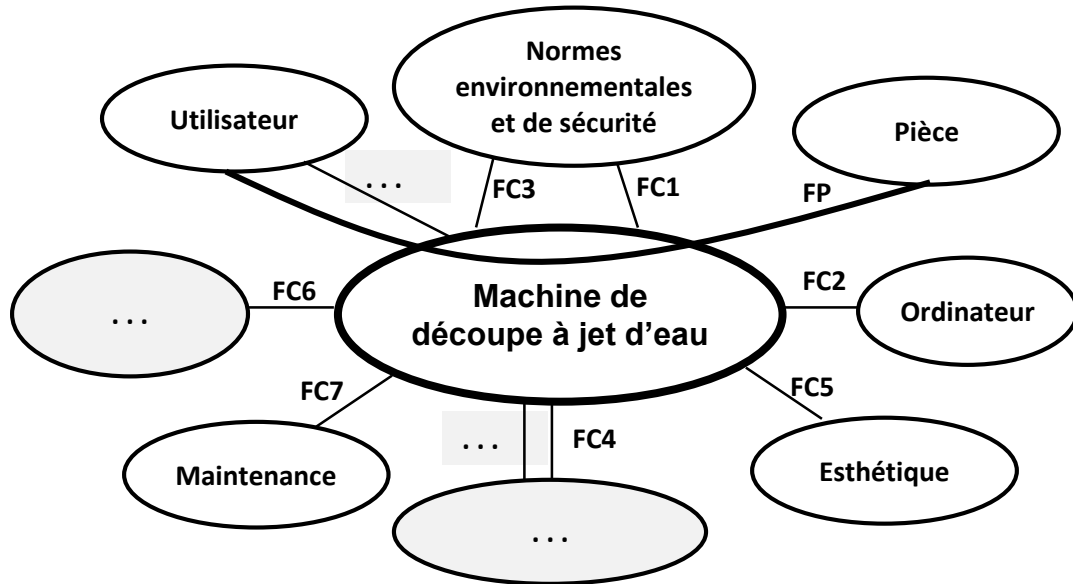 Normes
environnementales
et de sécurité
Utilisateur
Pièce
...
FC3
FC1
FP
FC6
...
Machine de
découpe à jet d'eau
FC2
Ordinateur
FC7
FC5
...
FC4
Maintenance
Esthétique
...